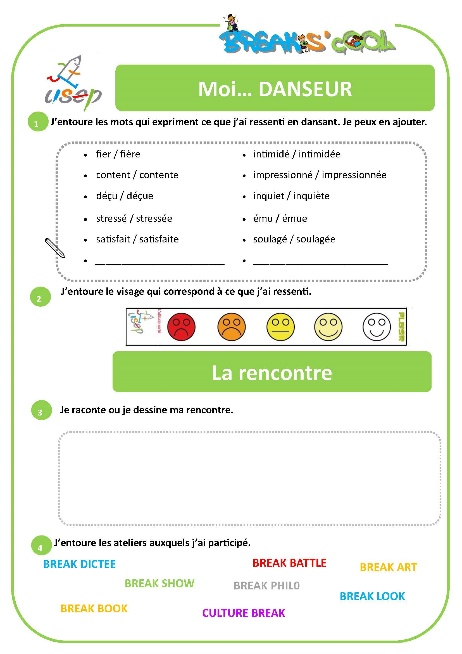 BREAK'S'COOL
usep
Moi... DANSEUR
1 J'entoure les mots qui expriment ce que j'ai ressenti en dansant. Je peux en ajouter.
• fier / fière
• content / contente
• déçu / déçue
• stressé / stressée
• satisfait / satisfaite
• ____________________
• intimidé / intimidée
• impressionné / impressionnée
• inquiet / inquiète
• ému / émue
• soulagé / soulagée
• ____________________
2 J'entoure le visage qui correspond à ce que j'ai ressenti.
PLAISIR
La rencontre
3 Je raconte ou je dessine ma rencontre.
4 J'entoure les ateliers auxquels j'ai participé.
BREAK DICTEE
BREAK BATTLE
BREAK ART
BREAK SHOW
BREAK PHIL0
BREAK LOOK
BREAK BOOK
CULTURE BREAK